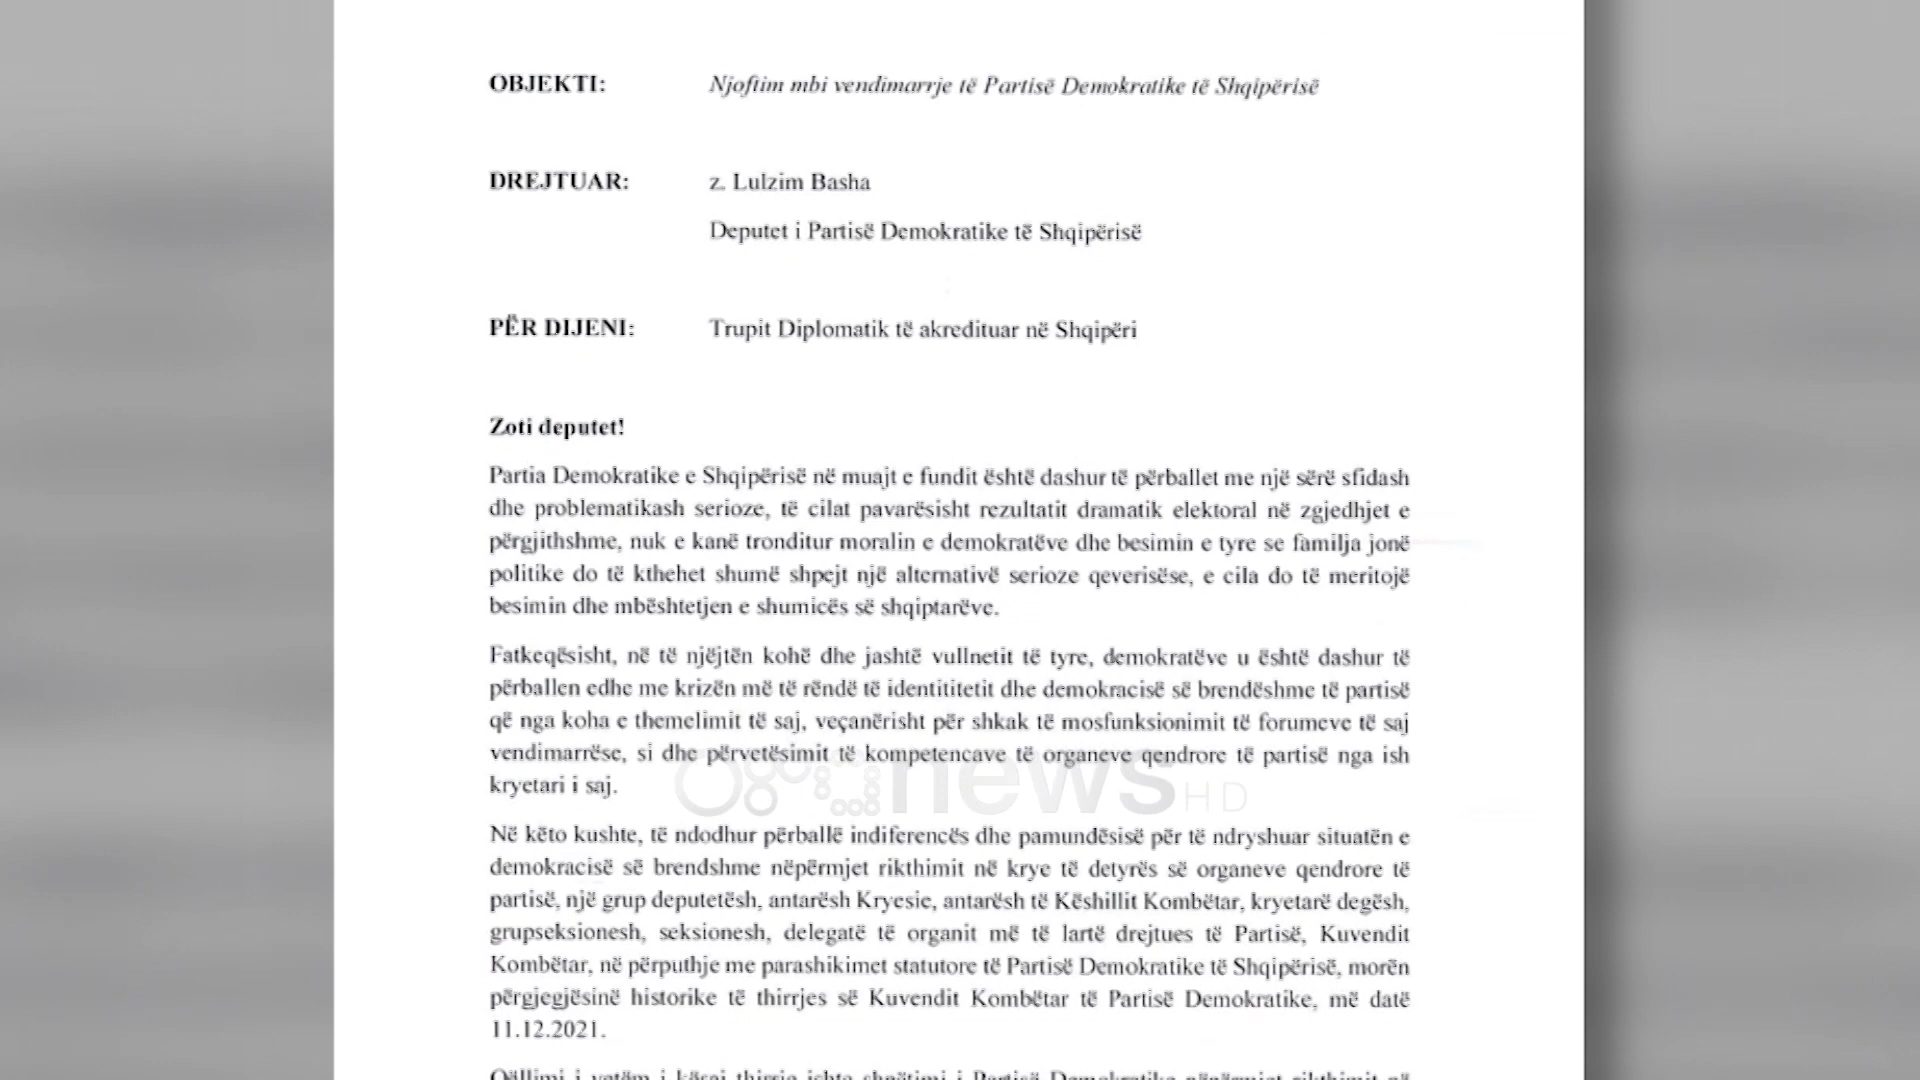 OBJEKTI: Njoftim mbi vendimarrje të Partisë Demokratike të Shqipërisë
DREJTUAR: z. Lulzim Basha
Deputet i Partisë Demokratike të Shqipërisë
PËR DIJENI: Trupit Diplomatik të akredituar në Shqipëri
Zoti deputet!
Partia Demokratike e Shqipërisë në muajt e fundit është dashur të përballet me një sërë sfidash
dhe problematikash serioze, të cilat pavarësisht rezultatit dramatik elektoral në zgjedhjet e
përgjithshme, nuk e kanë tronditur moralin e demokratëve dhe besimin e tyre se familja jonë
politike do të kthehet shumë shpejt një alternativë serioze qeverisëse, e cila do të meritojë
besimin dhe mbështetjen e shumicës së shqiptarëve.
Fatkeqësisht, në të njëjtën kohë dhe jashtë vullnetit të tyre, demokratëve u është dashur të
përballen edhe me krizën më të rëndë të identititetit dhe demokracisë së brendëshme të partisë
që nga koha e themelimit të saj, veçanërisht për shkak të mosfunksionimit të forumeve të saj
vendimarrëse, si dhe përvetësimit të kompetencave të organeve qendrore të partisë nga ish
kryetari i saj.
news HD
Në këto kushte, të ndodhur përballë indiferencës dhe pamundësisë për të ndryshuar situatën e
demokracisë së brendshme nëpërmjet rikthimit në krye të detyrës së organeve qendrore të
partisë, një grup deputetësh, antarësh Kryesie, antarësh të Këshillit Kombëtar, kryetarë degësh,
grupseksionesh, seksionesh, delegatë të organit më të lartë drejtues të Partisë, Kuvendit
Kombëtar, në përputhje me parashikimet statutore të Partisë Demokratike të Shqipërisë, morën
përgjegjësinë historike të thirrjes së Kuvendit Kombëtar të Partisë Demokratike, më datë
11.12.2021.